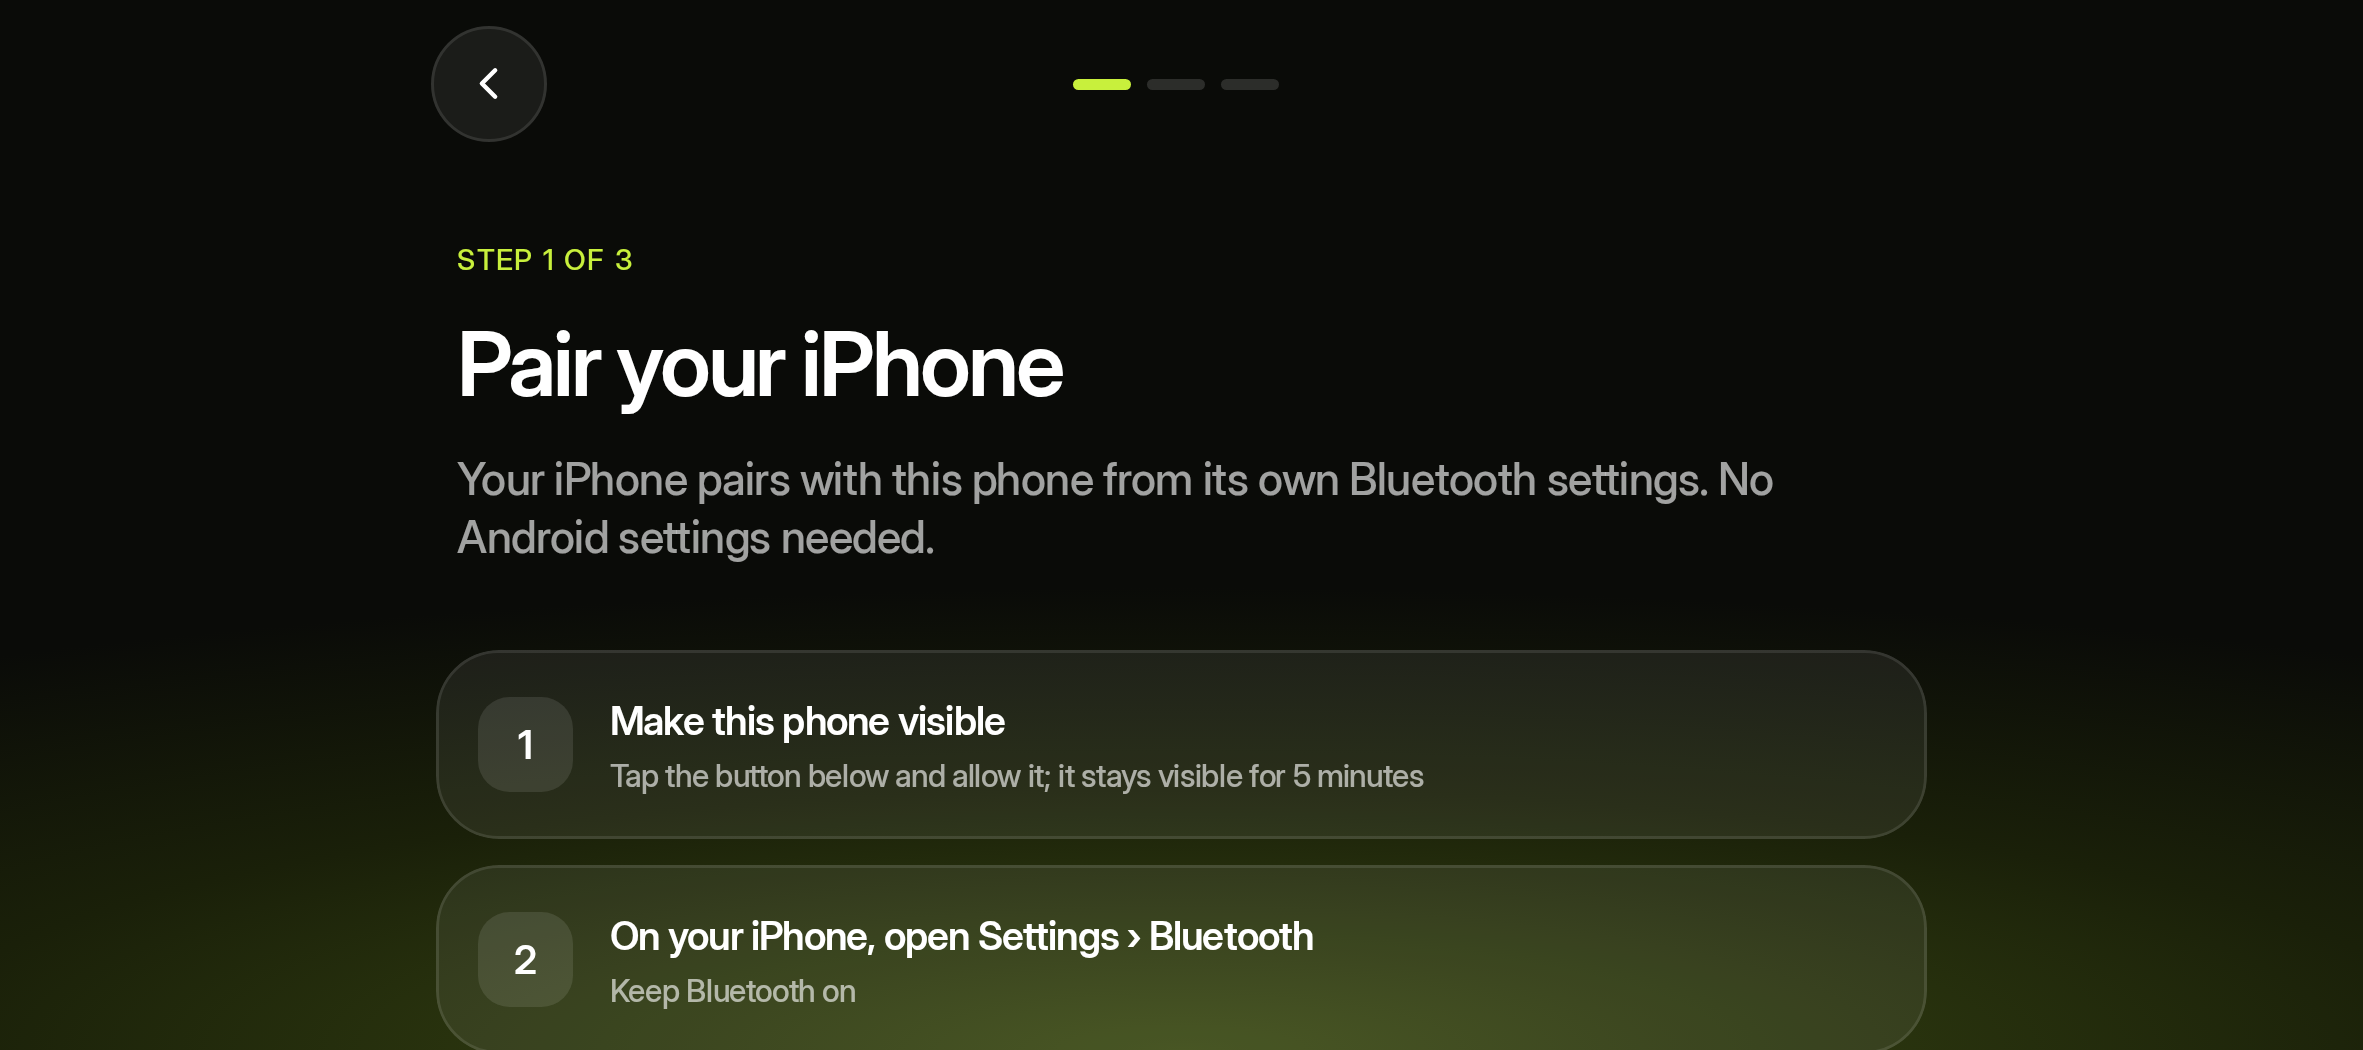 STEP 1 OF 3
Pair your iPhone
Your iPhone pairs with this phone from its own Bluetooth settings. No
Android settings needed.
1
Make this phone visible
Tap the button below and allow it; it stays visible for 5 minutes
2
On your iPhone, open Settings › Bluetooth
Keep Bluetooth on